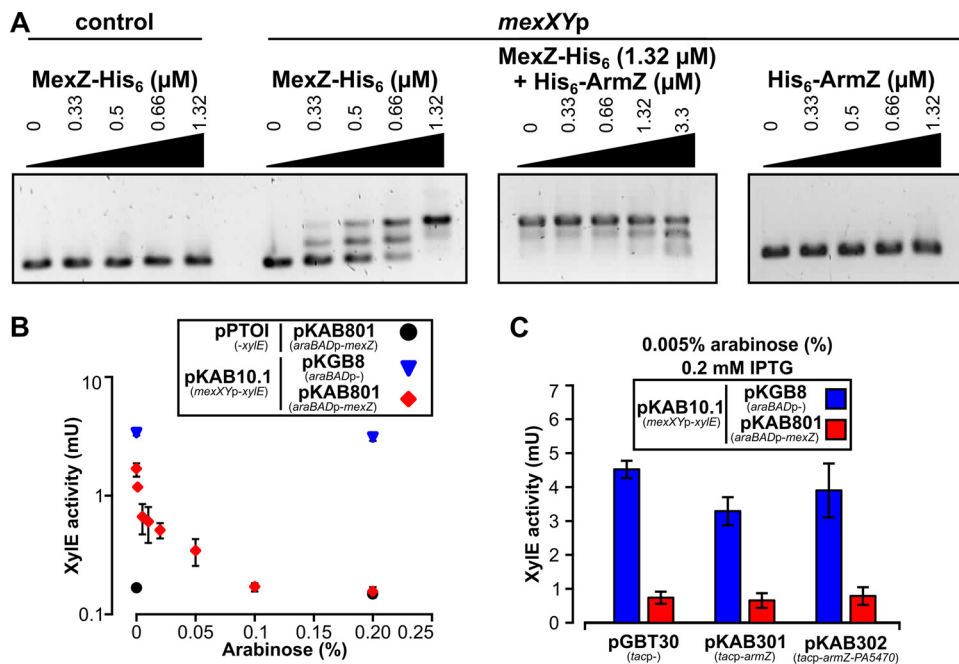 A
control
mexXYp
MexZ-His6 (µM)
MexZ-His6 (µM)
MexZ-His6 (1.32 µM)
+ His6-ArmZ (µM)
His6-ArmZ (µM)
0 0.33 0.5 0.66 1.32
0 0.33 0.5 0.66 1.32
0 0.33 0.66 1.32 3.3
0 0.33 0.5 0.66 1.32
B
pPTOI
(-xylE)
pKAB801
(araBADp-mexZ)
pKAB10.1
(mexXYp-xylE)
pKGB8
(araBADp-)
pKAB801
(araBADp-mexZ)
XylE activity (mU)
10
1
0.1
0 0.05 0.1 0.15 0.20 0.25
Arabinose (%)
C
0.005% arabinose (%)
0.2 mM IPTG
pKAB10.1
(mexXYp-xylE)
pKGB8
(araBADp-)
pKAB801
(araBADp-mexZ)
XylE activity (mU)
7
6
5
4
3
2
1
0
pGBT30
(tacp-)
pKAB301
(tacp-armZ)
pKAB302
(tacp-armZ-PA5470)